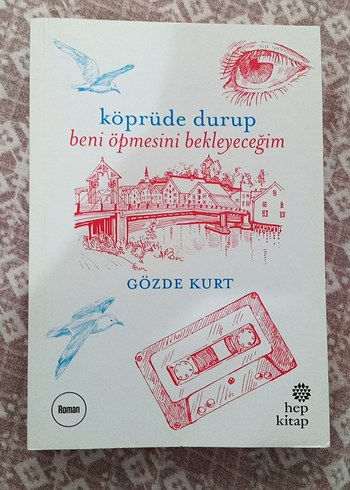 köprüde durup
beni öpmesini bekleyeceğim
GÖZDE KURT
Roman
hep
kitap